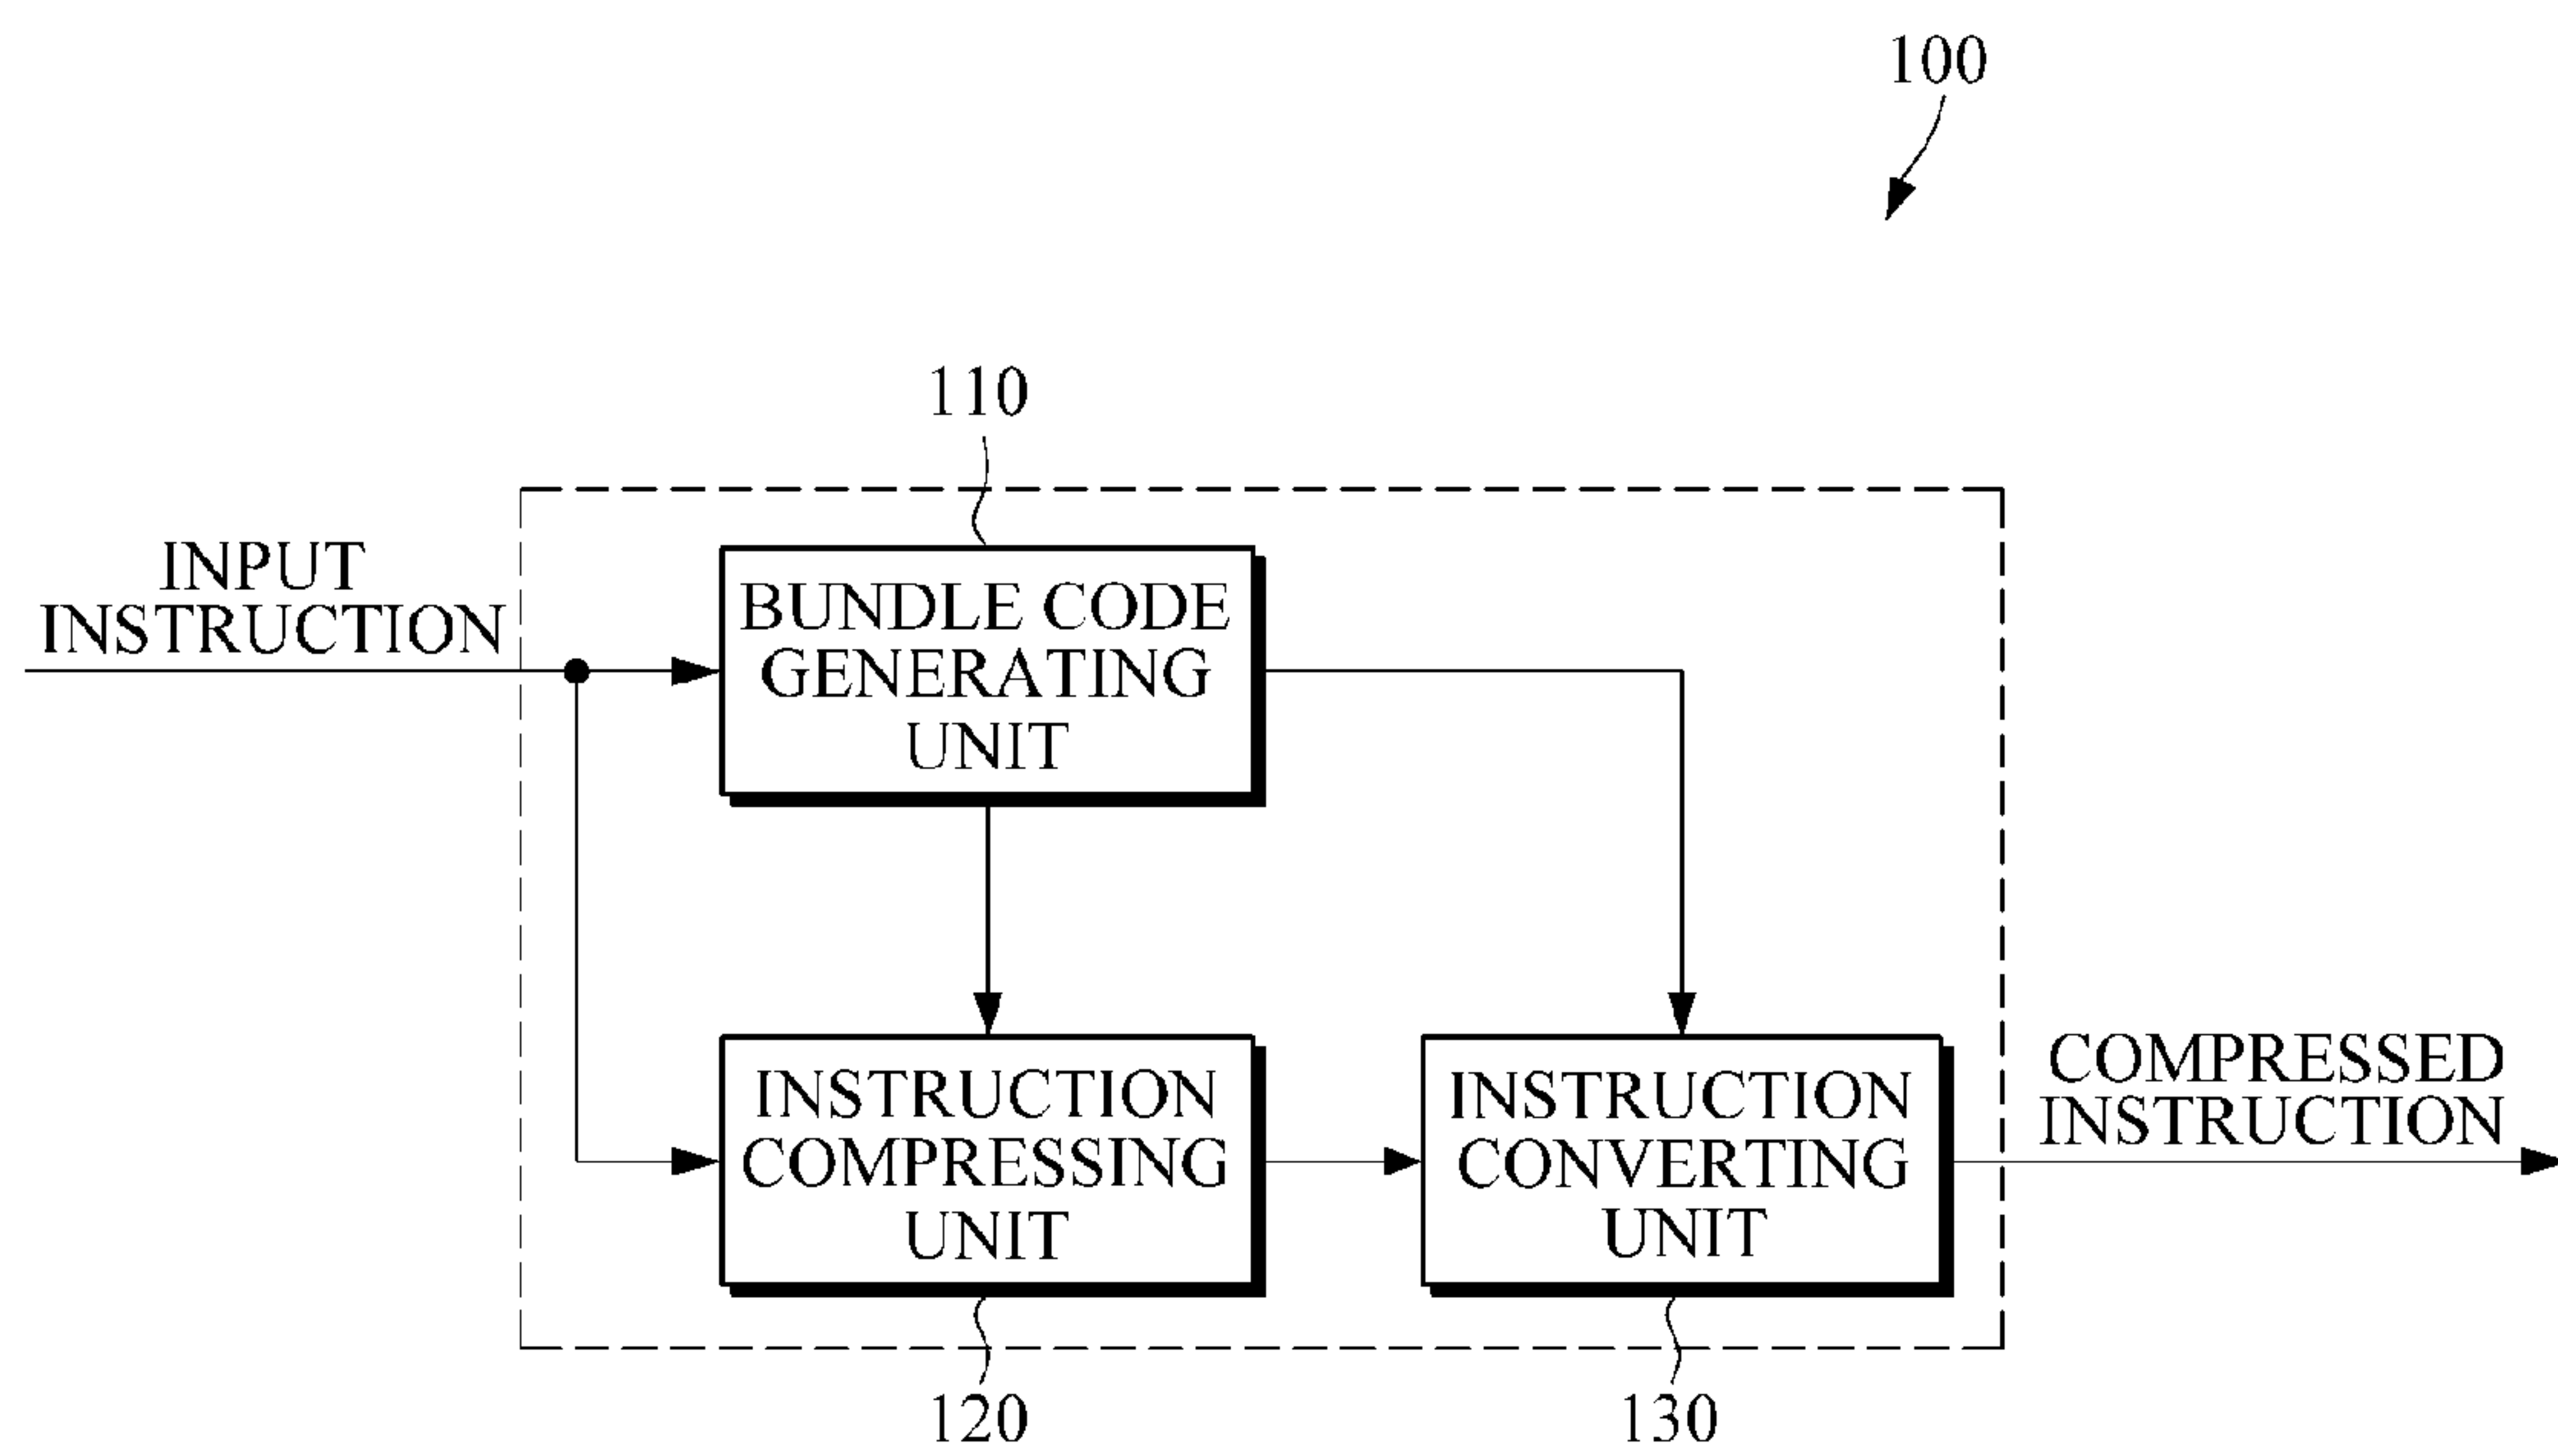 100
110
INPUT
INSTRUCTION
BUNDLE CODE
GENERATING
UNIT
INSTRUCTION
COMPRESSING
UNIT
INSTRUCTION
CONVERTING
UNIT
COMPRESSED
INSTRUCTION
120
130